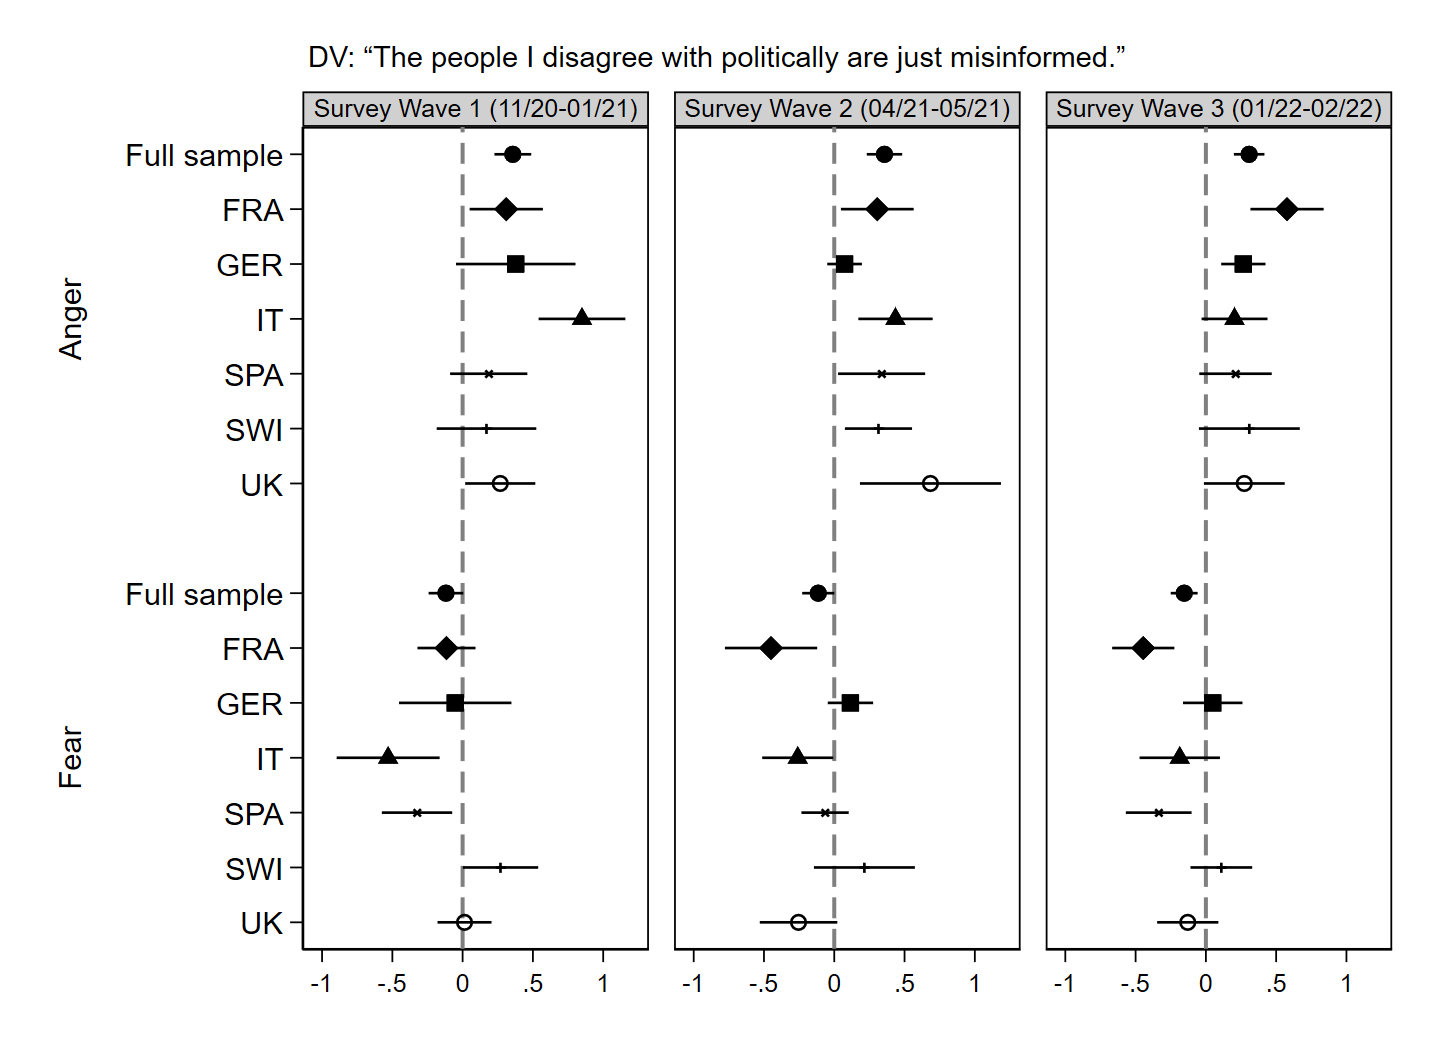 DV: “The people I disagree with politically are just misinformed.”
Survey Wave 1 (11/20-01/21) Survey Wave 2 (04/21-05/21) Survey Wave 3 (01/22-02/22)
Anger
Full sample
FRA
GER
IT
SPA
SWI
UK
Fear
Full sample
FRA
GER
IT
SPA
SWI
UK
-1 -.5 0 .5 1 -1 -.5 0 .5 1 -1 -.5 0 .5 1